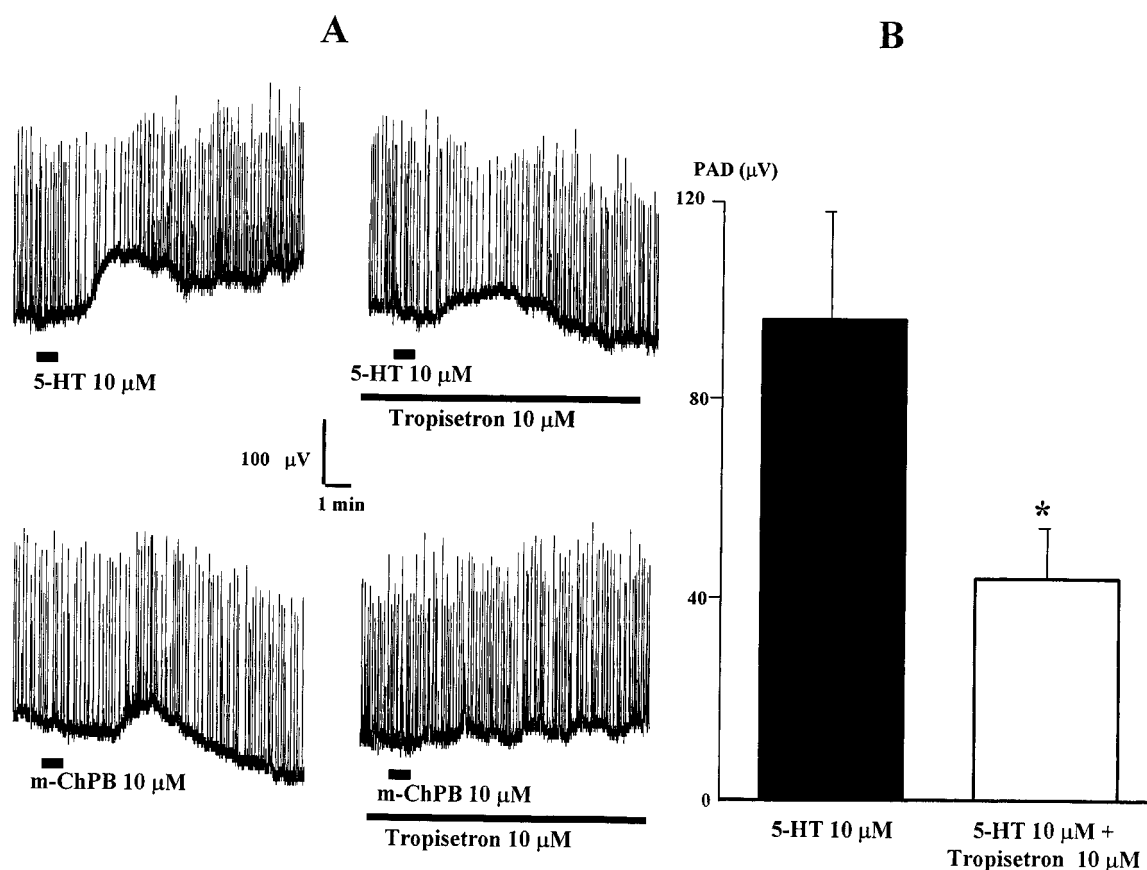 A
B
5-HT 10 μM
5-HT 10 μM
Tropisetron 10 μM
100 μV
1 min
m-ChPB 10 μM
m-ChPB 10 μM
Tropisetron 10 μM
PAD (μV)
120
80
40
0
*
5-HT 10 μM
5-HT 10 μM +
Tropisetron 10 μM